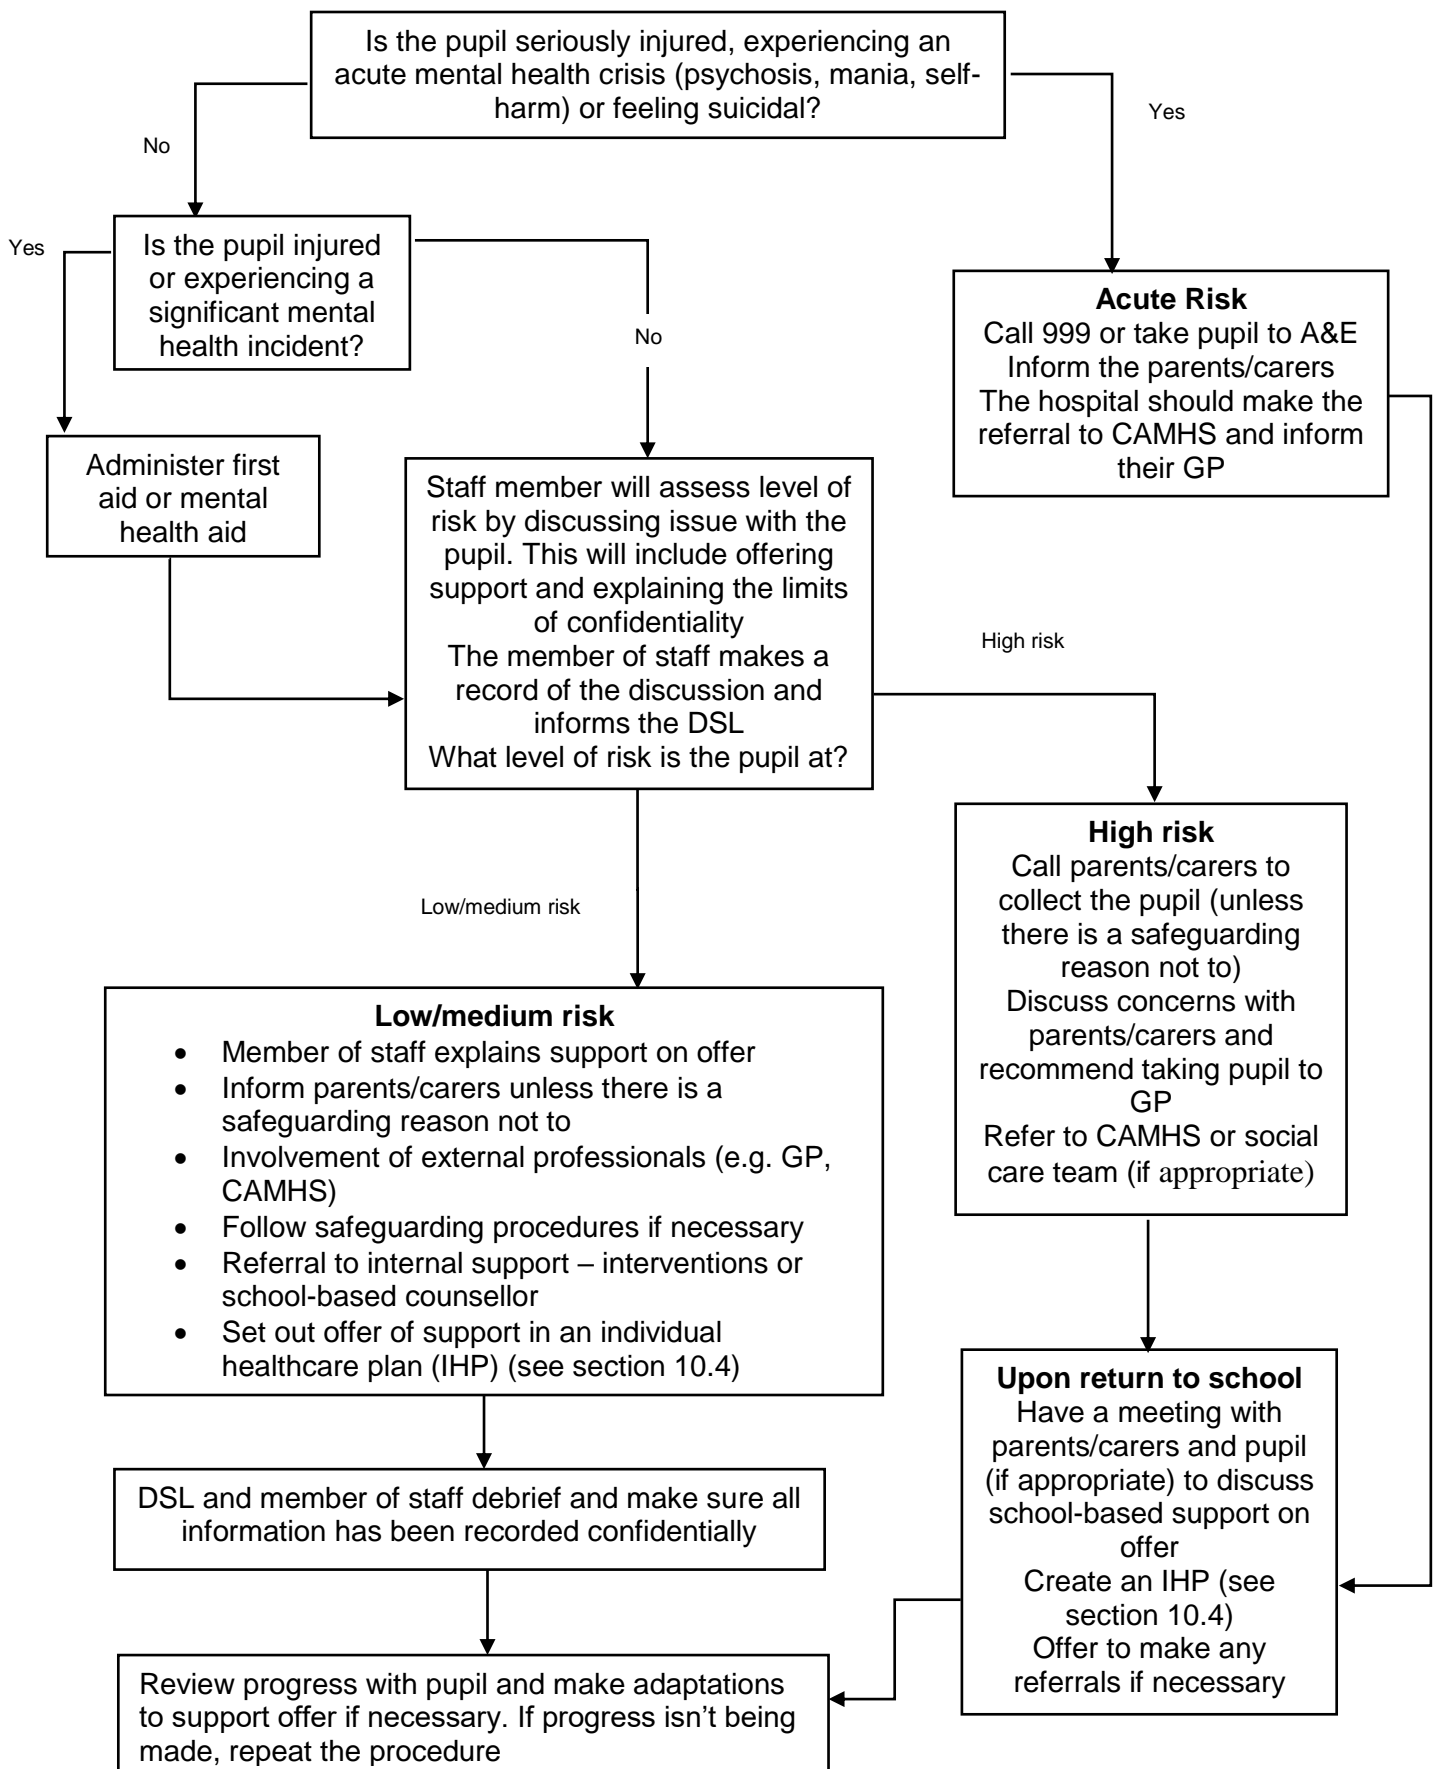 Is the pupil seriously injured, experiencing an
acute mental health crisis (psychosis, mania, self-
harm) or feeling suicidal?
No
Yes
Yes
Is the pupil injured
or experiencing a
significant mental
health incident?
No
Acute Risk
Call 999 or take pupil to A&E
Inform the parents/carers
The hospital should make the
referral to CAMHS and inform
their GP
Administer first
aid or mental
health aid
Staff member will assess level of
risk by discussing issue with the
pupil. This will include offering
support and explaining the limits
of confidentiality
The member of staff makes a
record of the discussion and
informs the DSL
What level of risk is the pupil at?
High risk
Low/medium risk
High risk
Call parents/carers to
collect the pupil (unless
there is a safeguarding
reason not to)
Discuss concerns with
parents/carers and
recommend taking pupil to
GP
Refer to CAMHS or social
care team (if appropriate)
Low/medium risk
• Member of staff explains support on offer
• Inform parents/carers unless there is a
safeguarding reason not to
• Involvement of external professionals (e.g. GP,
CAMHS)
• Follow safeguarding procedures if necessary
• Referral to internal support – interventions or
school-based counsellor
• Set out offer of support in an individual
healthcare plan (IHP) (see section 10.4)
Upon return to school
Have a meeting with
parents/carers and pupil
(if appropriate) to discuss
school-based support on
offer
Create an IHP (see
section 10.4)
Offer to make any
referrals if necessary
DSL and member of staff debrief and make sure all
information has been recorded confidentially
Review progress with pupil and make adaptations
to support offer if necessary. If progress isn’t being
made, repeat the procedure